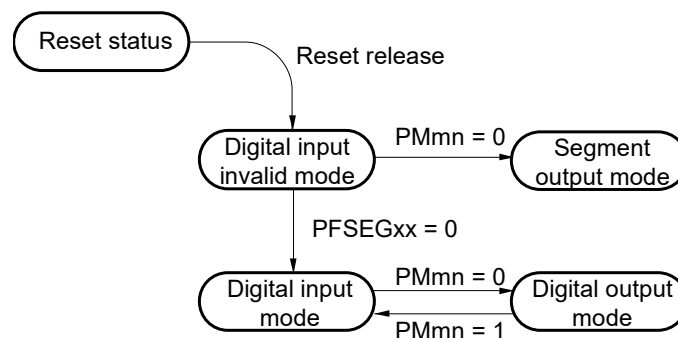 Reset status
Reset release
Digital input
invalid mode
PMmn = 0
Segment
output mode
PFSEGxx = 0
Digital input
mode
PMmn = 0
PMmn = 1
Digital output
mode